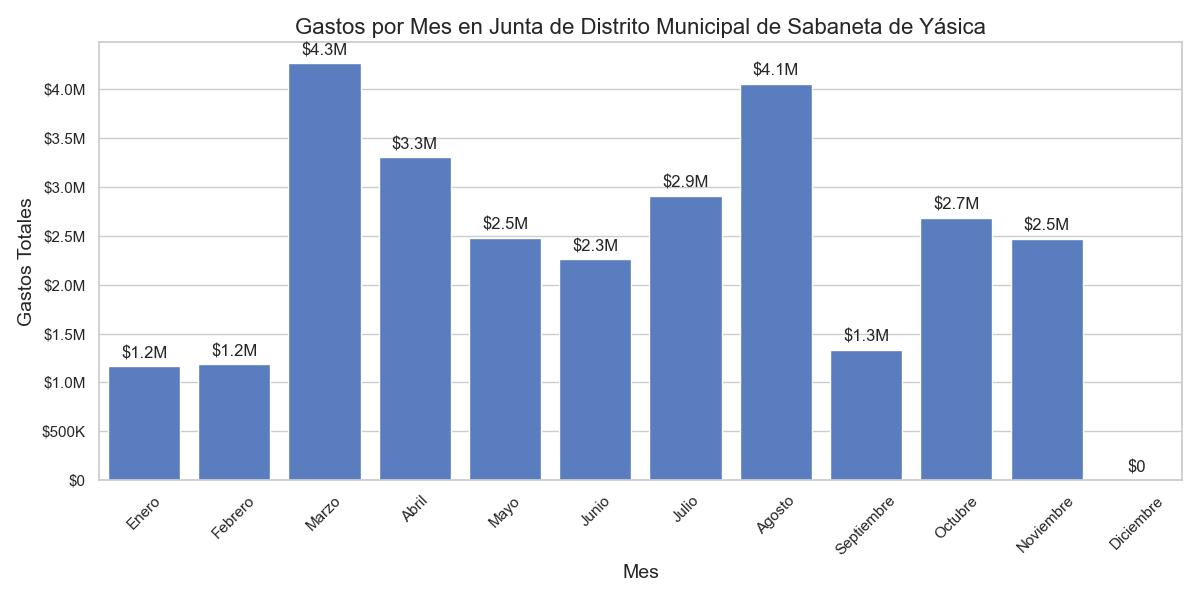 Gastos por Mes en Junta de Distrito Municipal de Sabaneta de Yásica
Gastos Totales
$4.0M
$3.5M
$3.0M
$2.5M
$2.0M
$1.5M
$1.0M
$500K
$0
$1.2M
$1.2M
$4.3M
$3.3M
$2.5M
$2.3M
$2.9M
$4.1M
$1.3M
$2.7M
$2.5M
$0
Enero
Febrero
Marzo
Abril
Mayo
Junio
Julio
Agosto
Septiembre
Octubre
Noviembre
Diciembre
Mes